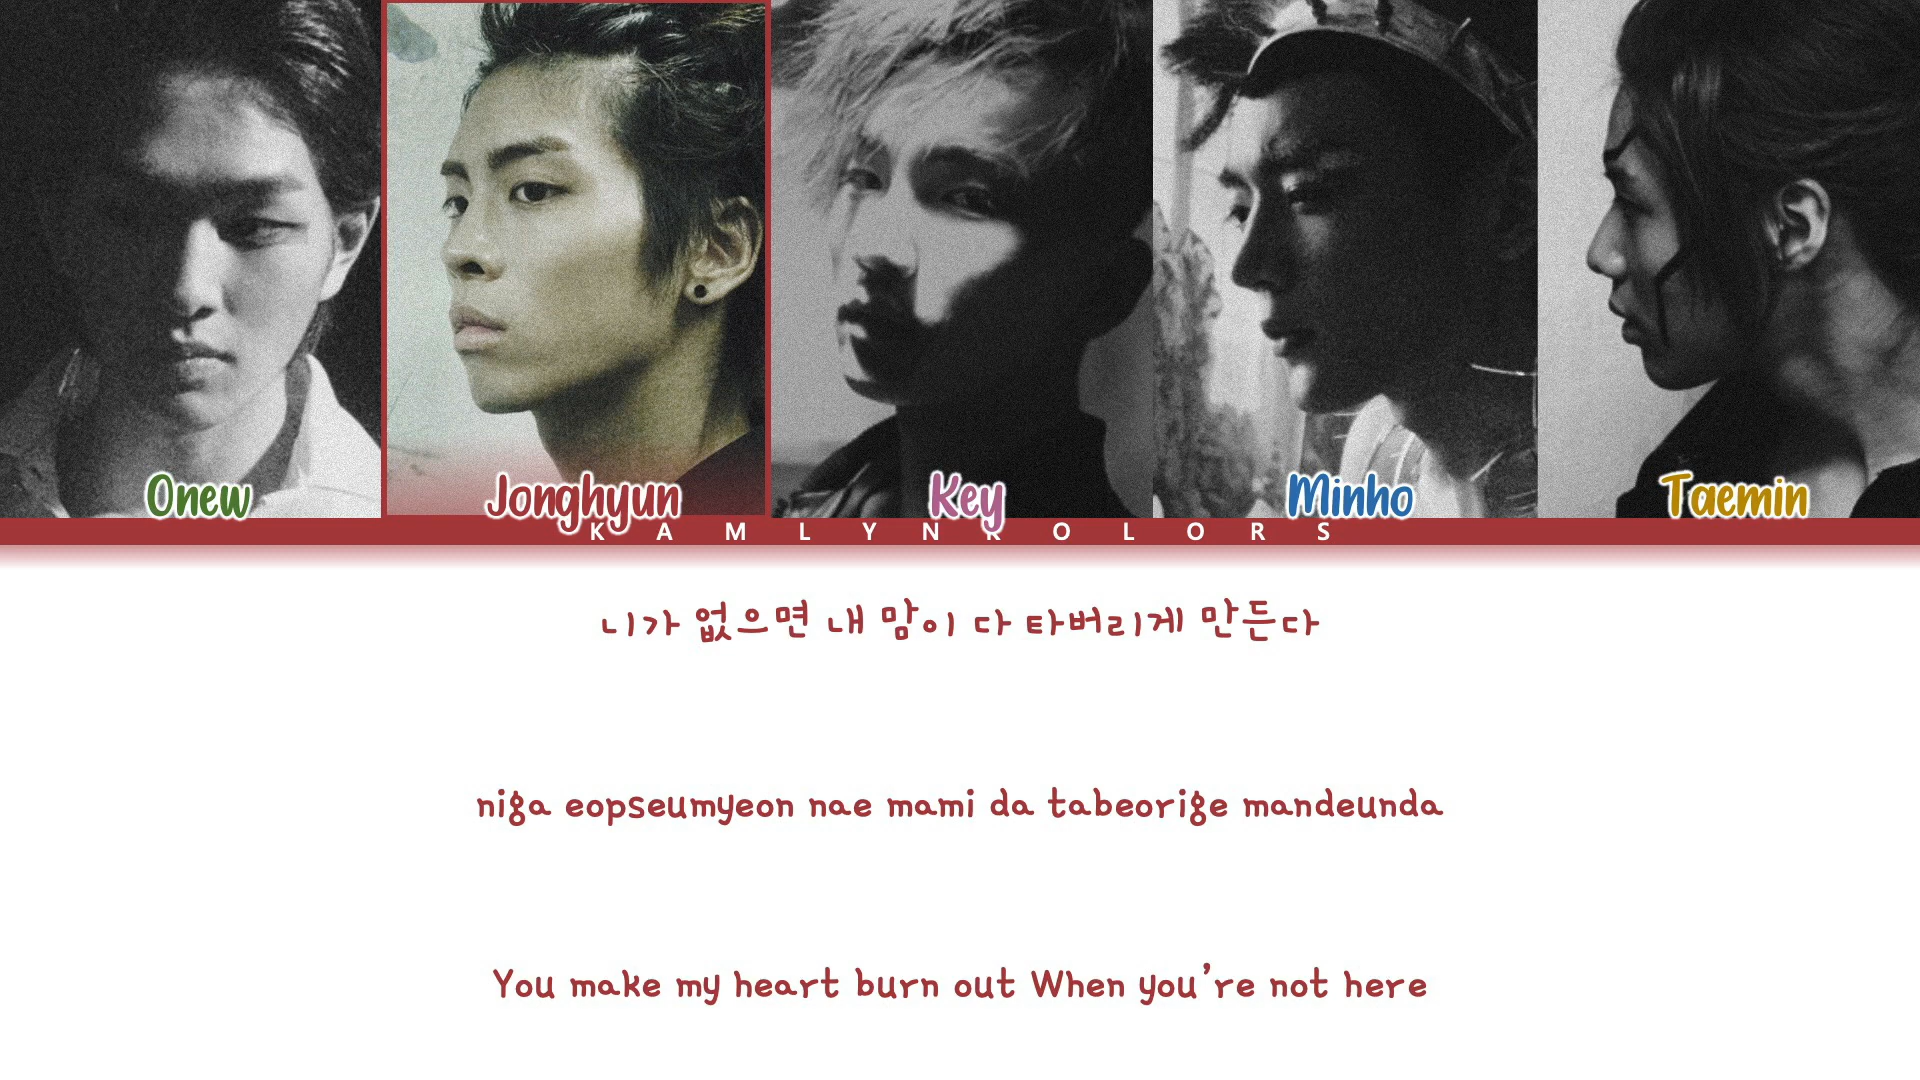 Onew Jonghyun Key Minho Taemin
KAMLYN OLORS
니가 없으면 내 맘이 다 타버리게 만든다
niga eopseumyeon nae mami da tabeorige mandeunda
You make my heart burn out When you're not here